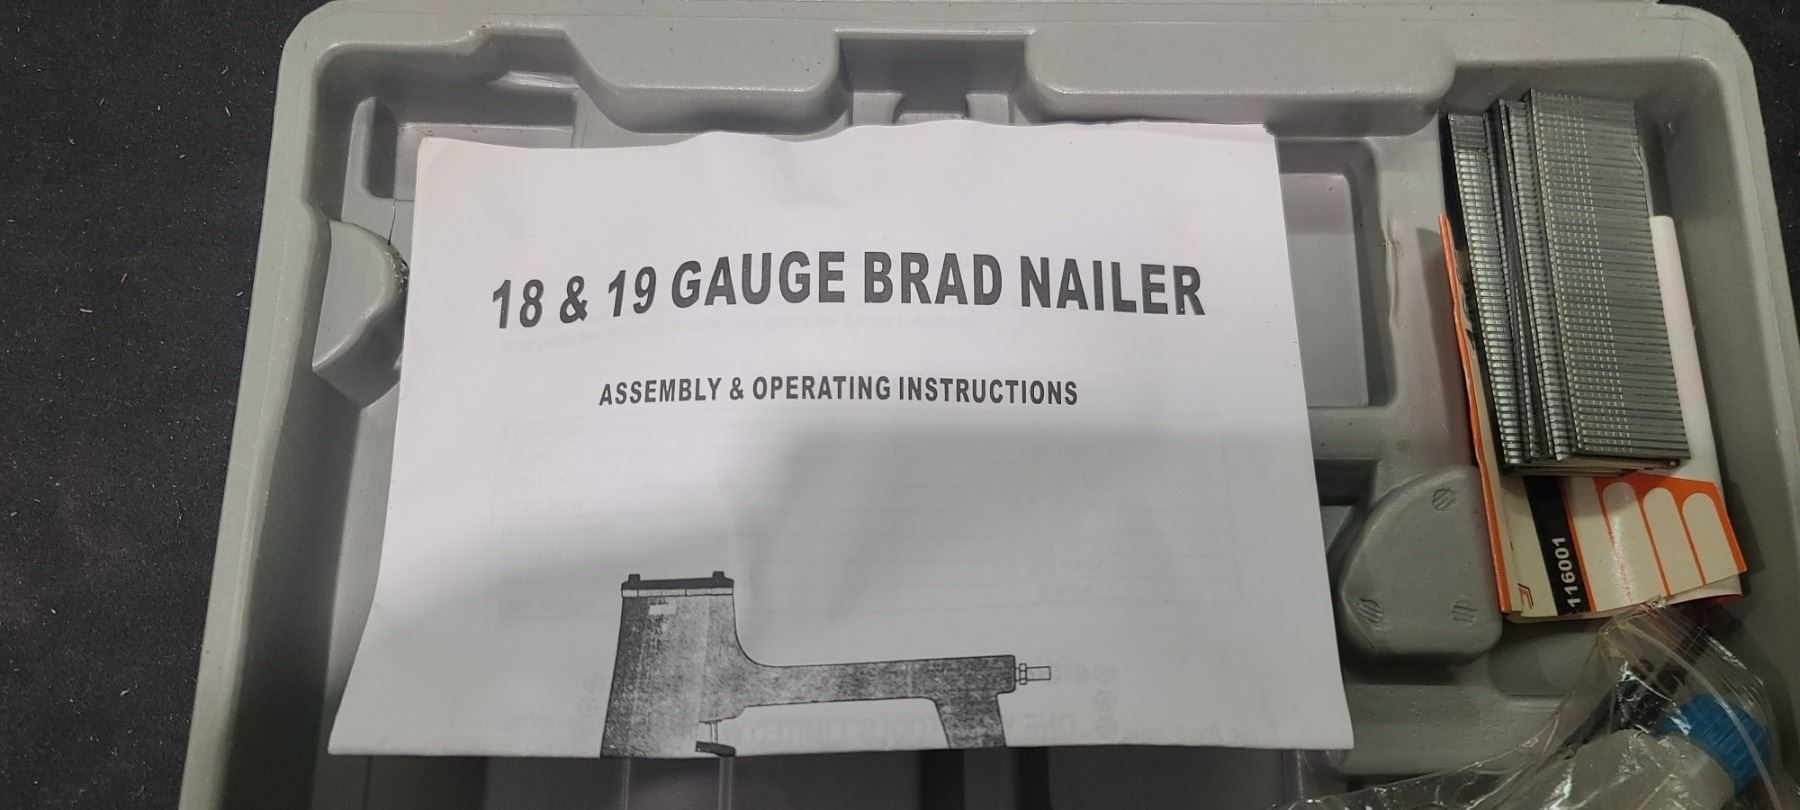 18 & 19 GAUGE BRAD NAILER
ASSEMBLY & OPERATING INSTRUCTIONS
116001